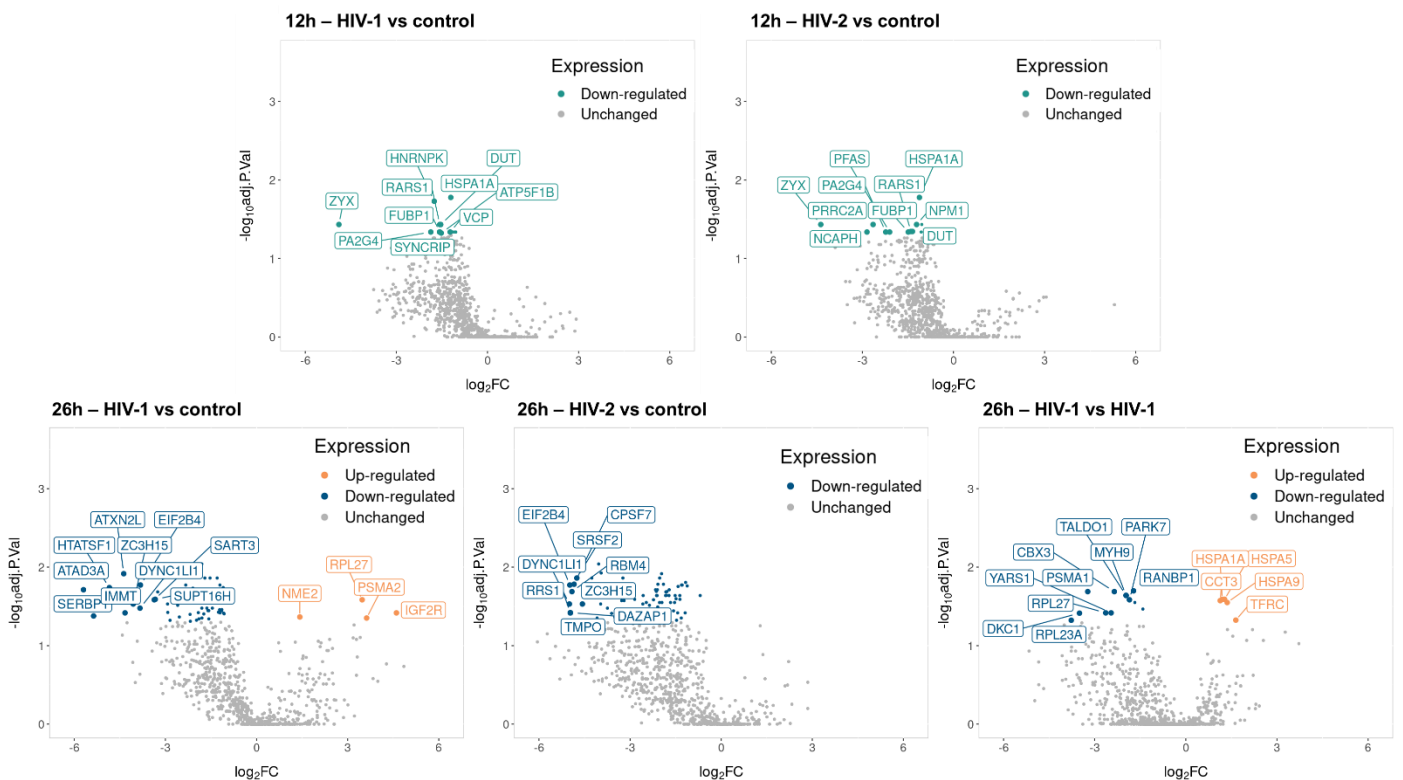 12h – HIV-1 vs control
12h – HIV-2 vs control
Expression
Down-regulated
Unchanged
HNRNPK
DUT
RARS1
HSPA1A
ATP5F1B
ZYX
FUBP1
VCP
PA2G4
SYNCRIP
3
2
1
0
-log10adj.P.Val
-6
-3
0
3
6
log2FC
Expression
Down-regulated
Unchanged
PFAS
HSPA1A
ZYX
PA2G4
RARS1
PRRC2A
FUBP1
NPM1
NCAPH
DUT
3
2
1
0
-log10adj.P.Val
-6
-3
0
3
6
log2FC
26h – HIV-1 vs control
26h – HIV-2 vs control
26h – HIV-1 vs HIV-1
Expression
Up-regulated
Down-regulated
Unchanged
ATXN2L
EIF2B4
HTATSF1
ZC3H15
SART3
ATAD3A
DYNC1LI1
IMMT
SUPT16H
RPL27
PSMA2
NME2
IGF2R
3
2
1
0
-log10adj.P.Val
-6
-3
0
3
6
log2FC
Expression
Down-regulated
Unchanged
EIF2B4
CPSF7
SRSF2
DYNC1LI1
RBM4
RRS1
ZC3H15
DAZAP1
TMPO
3
2
1
0
-log10adj.P.Val
-6
-3
0
3
6
log2FC
Expression
Up-regulated
Down-regulated
Unchanged
TALDO1
PARK7
CBX3
MYH9
YARS1
PSMA1
RANBP1
RPL27
DKC1
RPL23A
HSPA1A
HSPA5
CCT3
HSPA9
TFRC
3
2
1
0
-log10adj.P.Val
-6
-3
0
3
6
log2FC